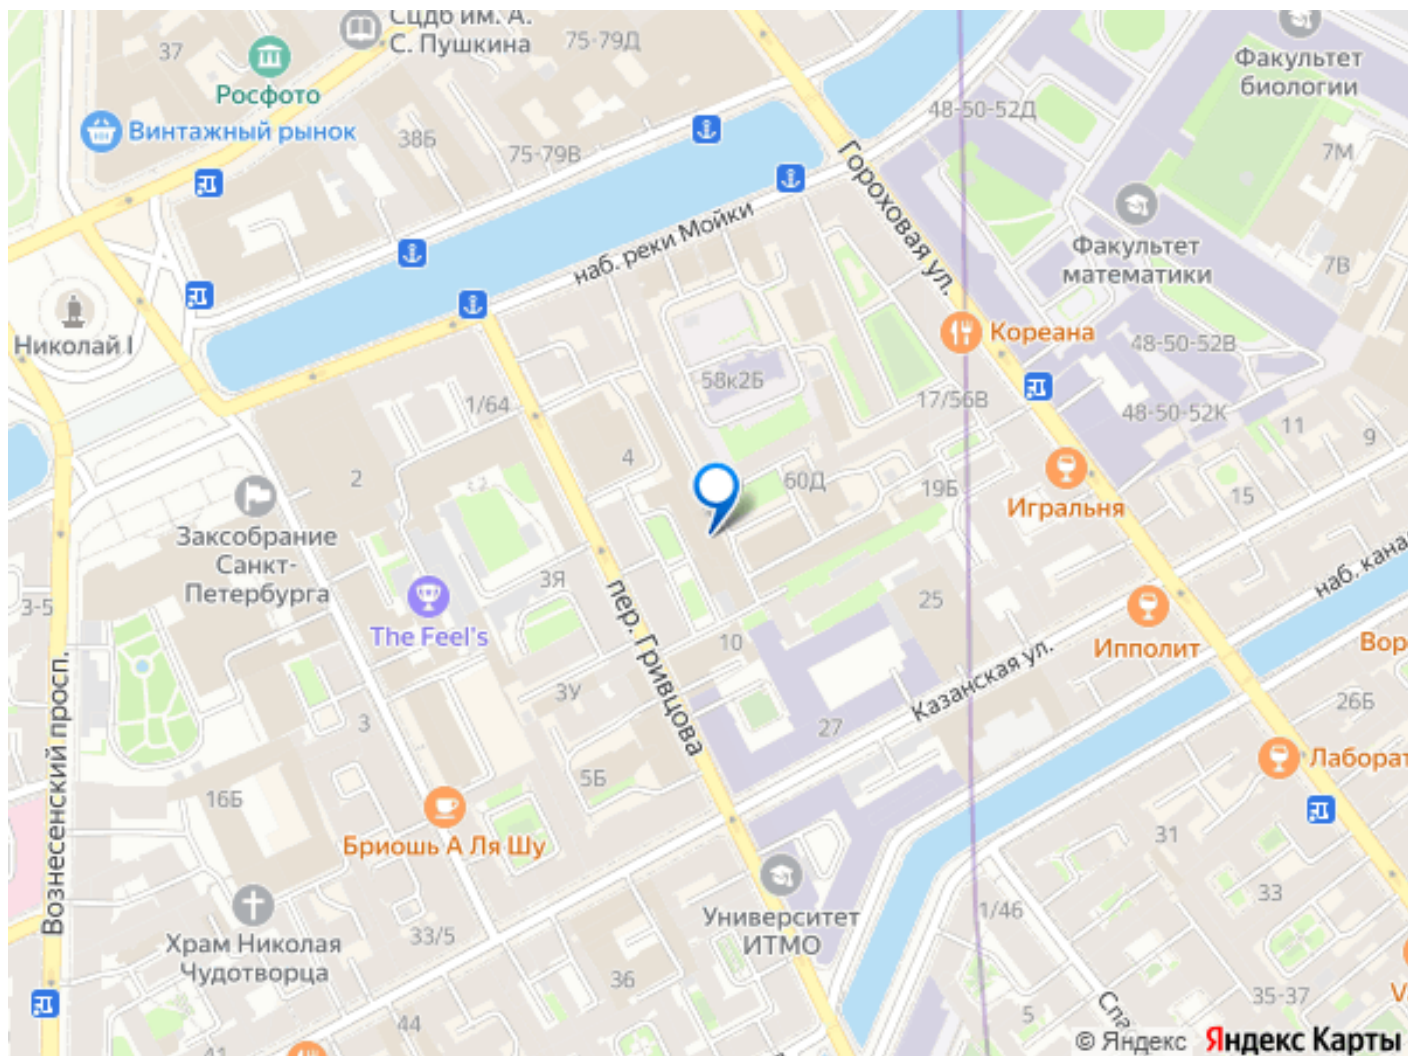 СЦДБ им. А.
С. Пушкина
37
75-79Д
Росфото
Винтажный рынок
38Б
75-79В
Факультет
биологии
48-50-52Д
7М
Гороховая ул.
Факультет
математики
7В
наб. реки Мойки
Николай I
Кореана
48-50-52В
58к2Б
1/64
17/56В
48-50-52К
11
9
4
2
60Д
19Б
15
Игральня
Заксобрание
Санкт-
Петербурга
3Я
3-5
25
наб. кана
The Feel's
пер. Гривцова
10
Ипполит
Вор
Казанская ул.
Вознесенский просп.
3У
3
27
26Б
5Б
Лаборат
16Б
Бриошь А Ля Шу
31
33
Университет
ИТМО
1/46
Храм Николая
Чудотворца
33/5
36
35-37
Спа
5
44
41
© Яндекс Яндекс Карты